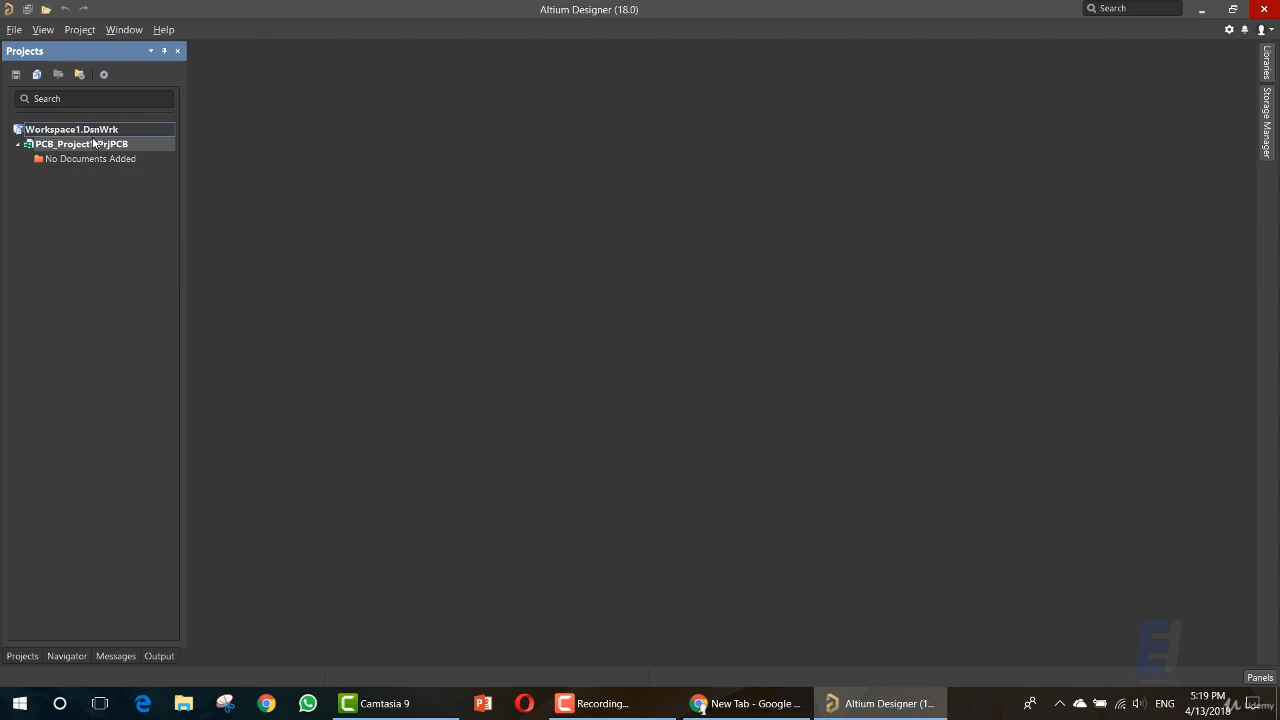 Altium Designer (18.0)
Search
File View Project Window Help
Projects
Search
Workspace1.DsnWrk
PCB_Project1.PrjPCB
No Documents Added
Libraries
Storage Manager
Projects Navigator Messages Output
Panels
Camtasia 9
Recording...
New Tab - Google ...
Altium Designer (1...
ENG
5:19 PM
4/13/2018
Udemy